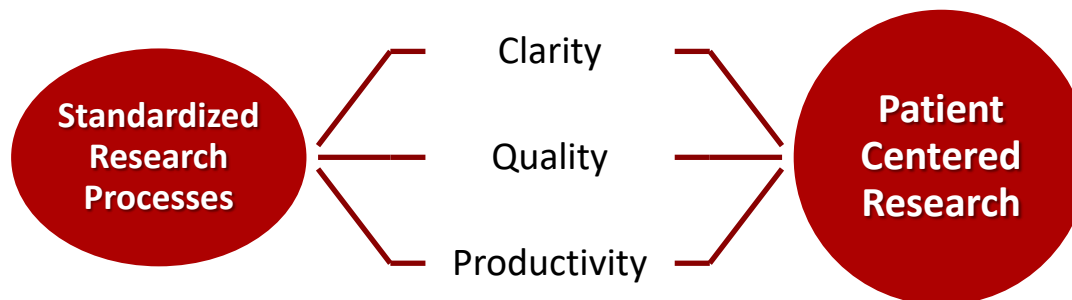 Standardized
Research
Processes
Clarity
Quality
Productivity
Patient
Centered
Research